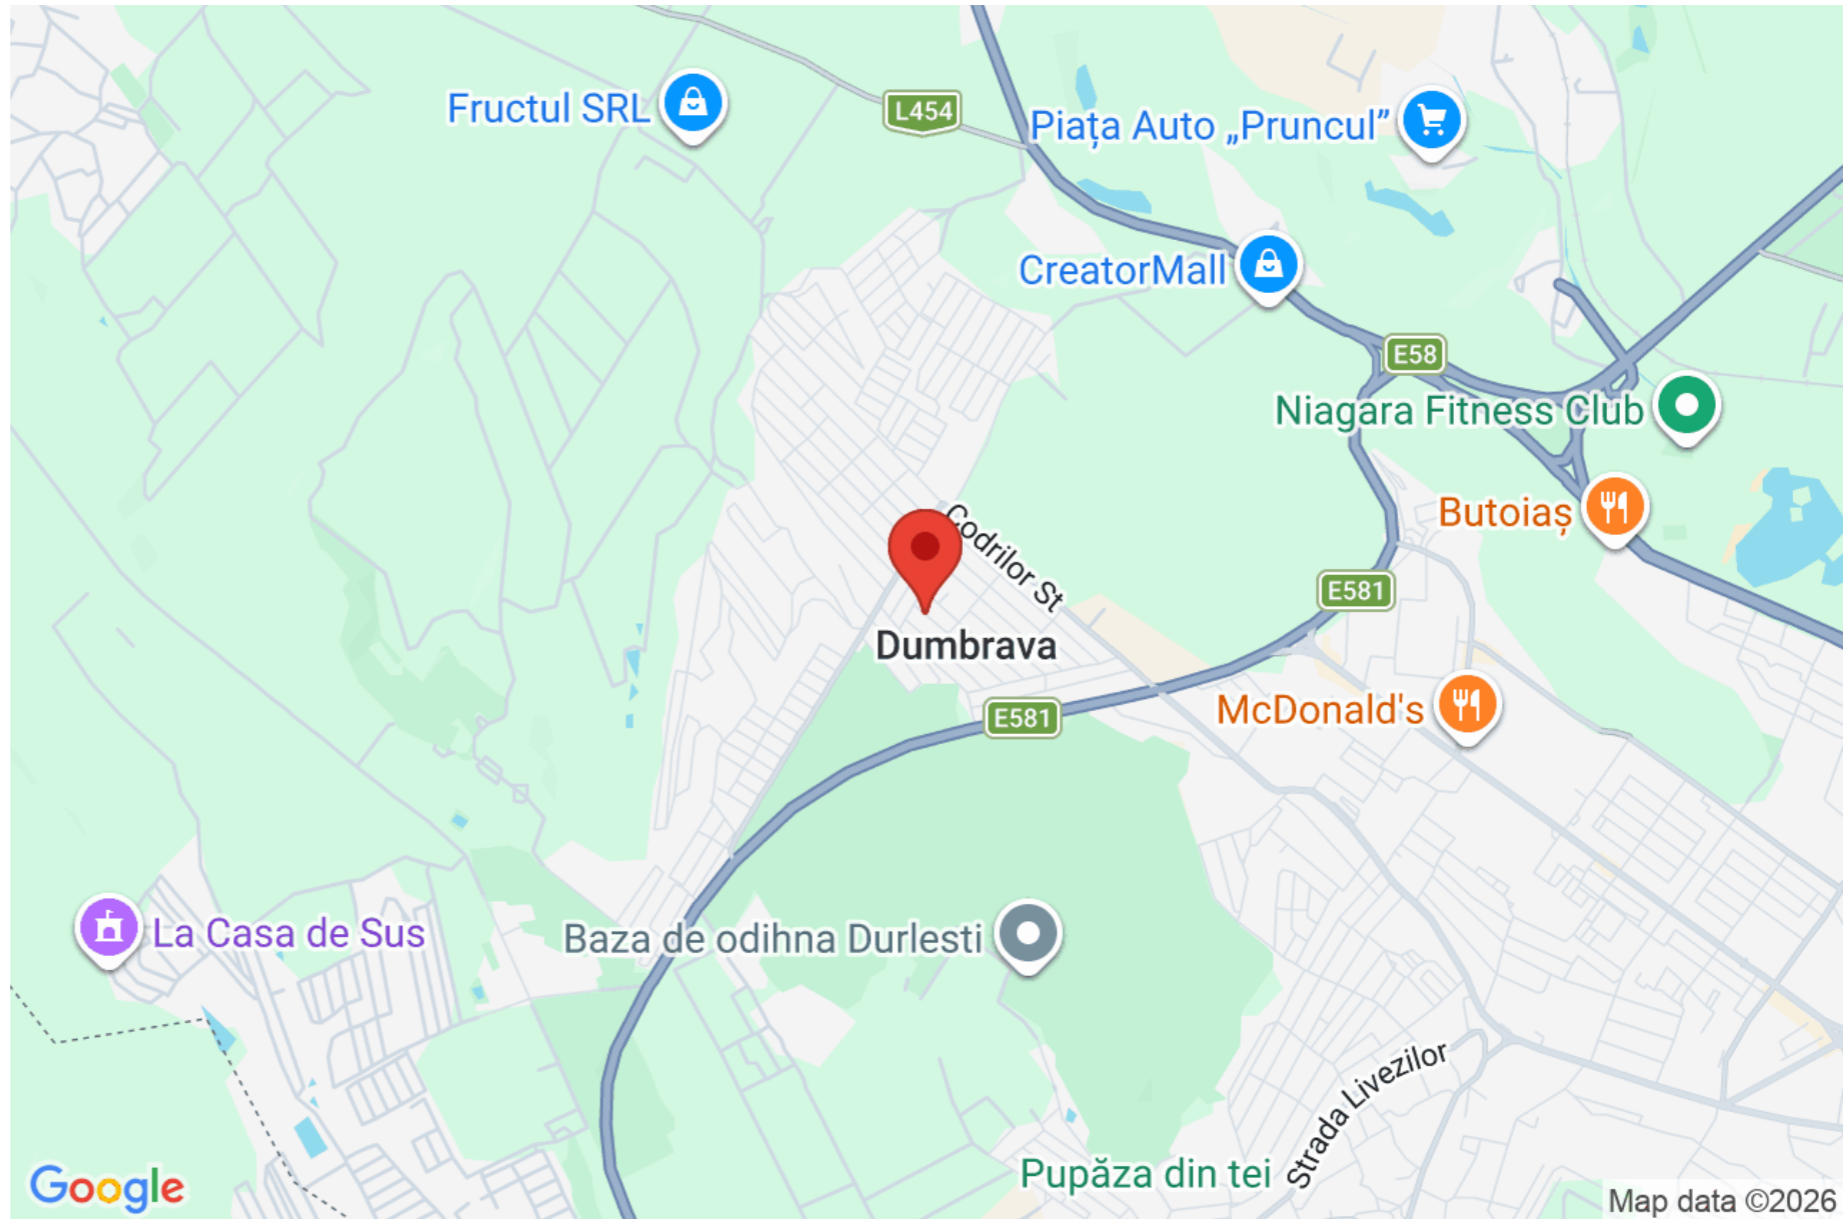 Fructul SRL
L454
Piața Auto „Pruncul”
CreatorMall
E58
Niagara Fitness Club
Butoiaș
Codrilor St
E581
Dumbrava
E581
McDonald's
La Casa de Sus
Baza de odihna Durlesti
Strada Livezilor
Pupăza din tei
Google
Map data ©2026